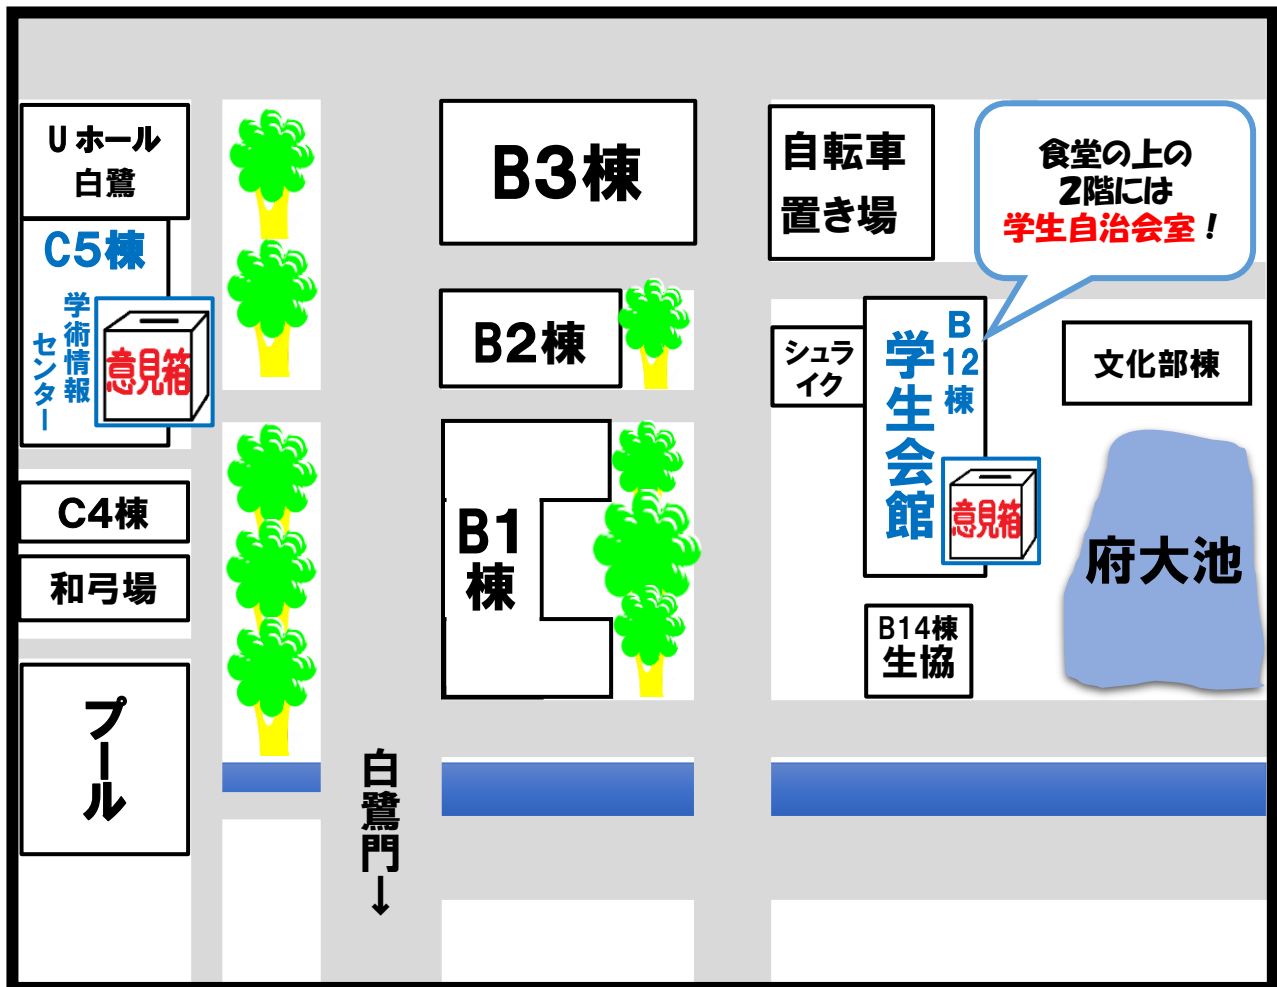 Uホール
白鷺
C5棟
学術情報
センター
意見箱
C4棟
和弓場
プール
白鷺門↓
B3棟
B2棟
B1
棟
自転車
置き場
食堂の上の
2階には
学生自治会室！
シュラ
イク
B12棟
学生会館
意見箱
文化部棟
府大池
B14棟
生協